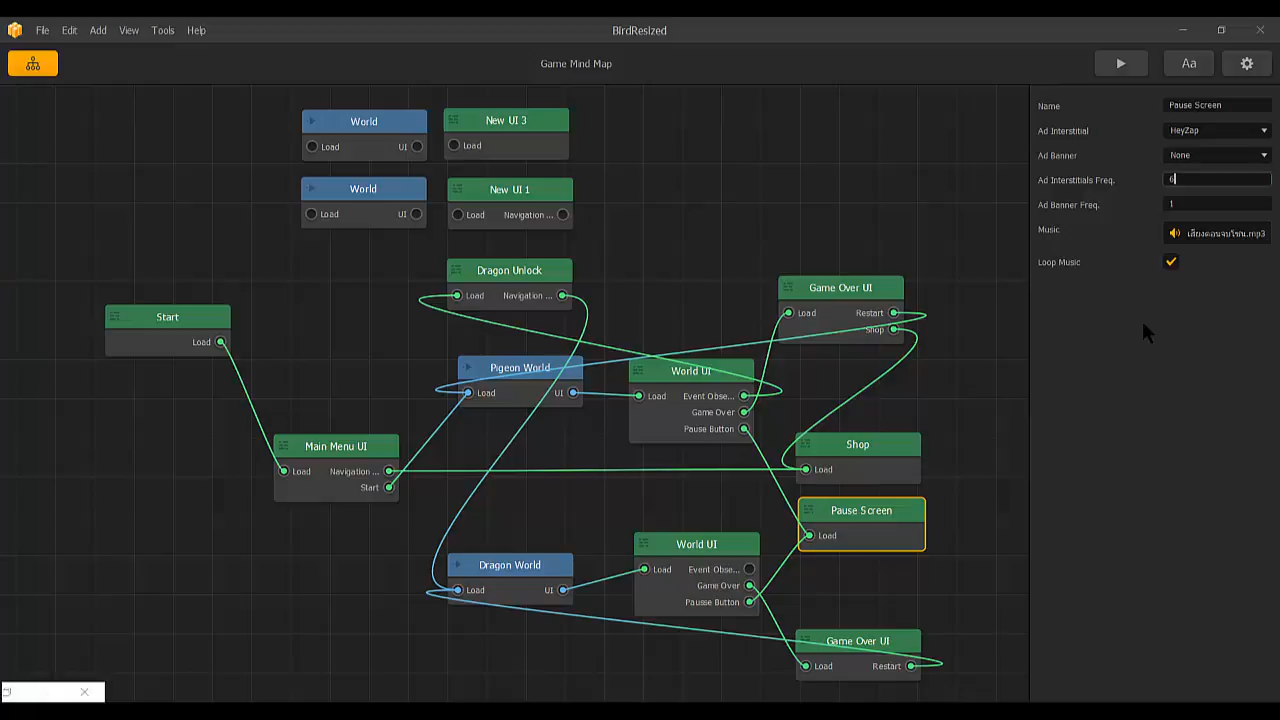 File Edit Add View Tools Help
BirdResized
Game Mind Map
Aa
World
Load UI
New UI 3
Load
World
Load UI
New UI 1
Load Navigation ...
Dragon Unlock
Load Navigation ...
Start
Load
Game Over UI
Load Restart
Shop
Pigeon World
Load UI
World UI
Load Event Obse...
Game Over
Pause Button
Main Menu UI
Load Navigation ...
Start
Shop
Load
Pause Screen
Load
Dragon World
Load UI
World UI
Load Event Obse...
Game Over
Pausse Button
Game Over UI
Load Restart
Name Pause Screen
Ad Interstitial HeyZap
Ad Banner None
Ad Interstitials Freq. 6
Ad Banner Freq. 1
Music .mp3
Loop Music